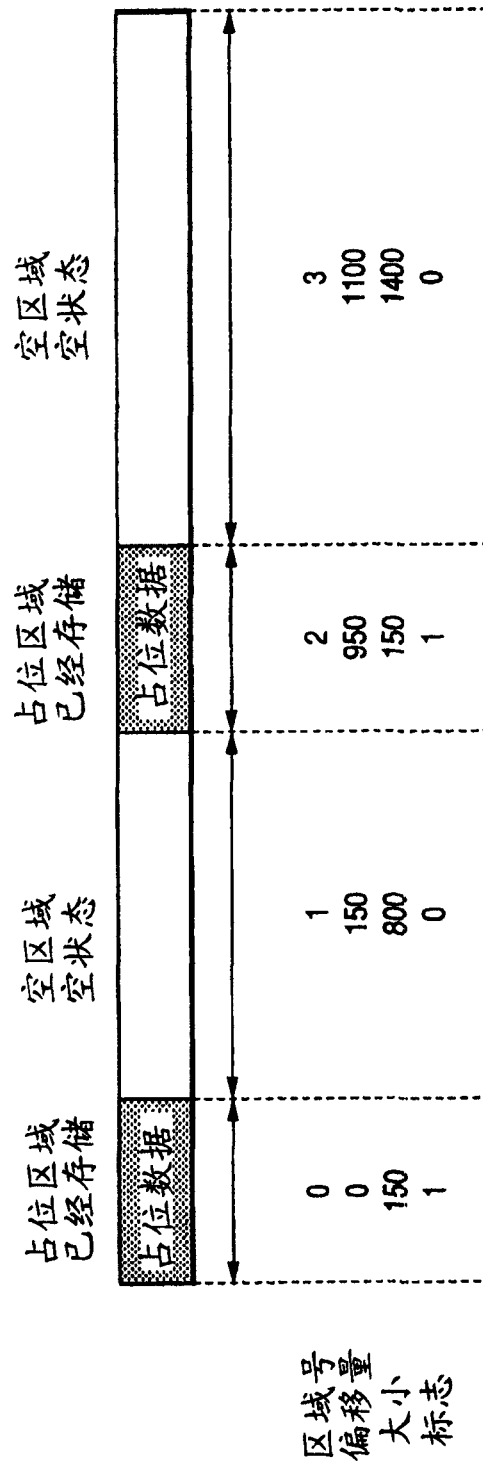 占位区域
已经存储
空区域
空状态
占位区域
已经存储
空区域
空状态
占位数据
占位数据
区域号 0 1 2 3
偏移量 0 150 950 1100
大小 150 800 150 1400
标志 1 0 1 0